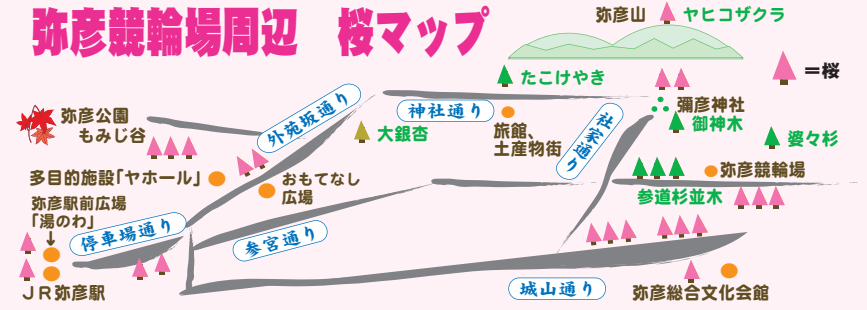 弥彦競輪場周辺　桜マップ
弥彦山
ヤヒコザクラ
＝桜
たこけやき
弥彦公園
もみじ谷
外苑坂通り
神社通り
大銀杏
旅館、
土産物街
社家通り
彌彦神社
御神木
婆々杉
多目的施設「ヤホール」
おもてなし
広場
弥彦競輪場
参道杉並木
弥彦駅前広場
「湯のわ」
停車場通り
参宮通り
ＪＲ弥彦駅
城山通り
弥彦総合文化会館